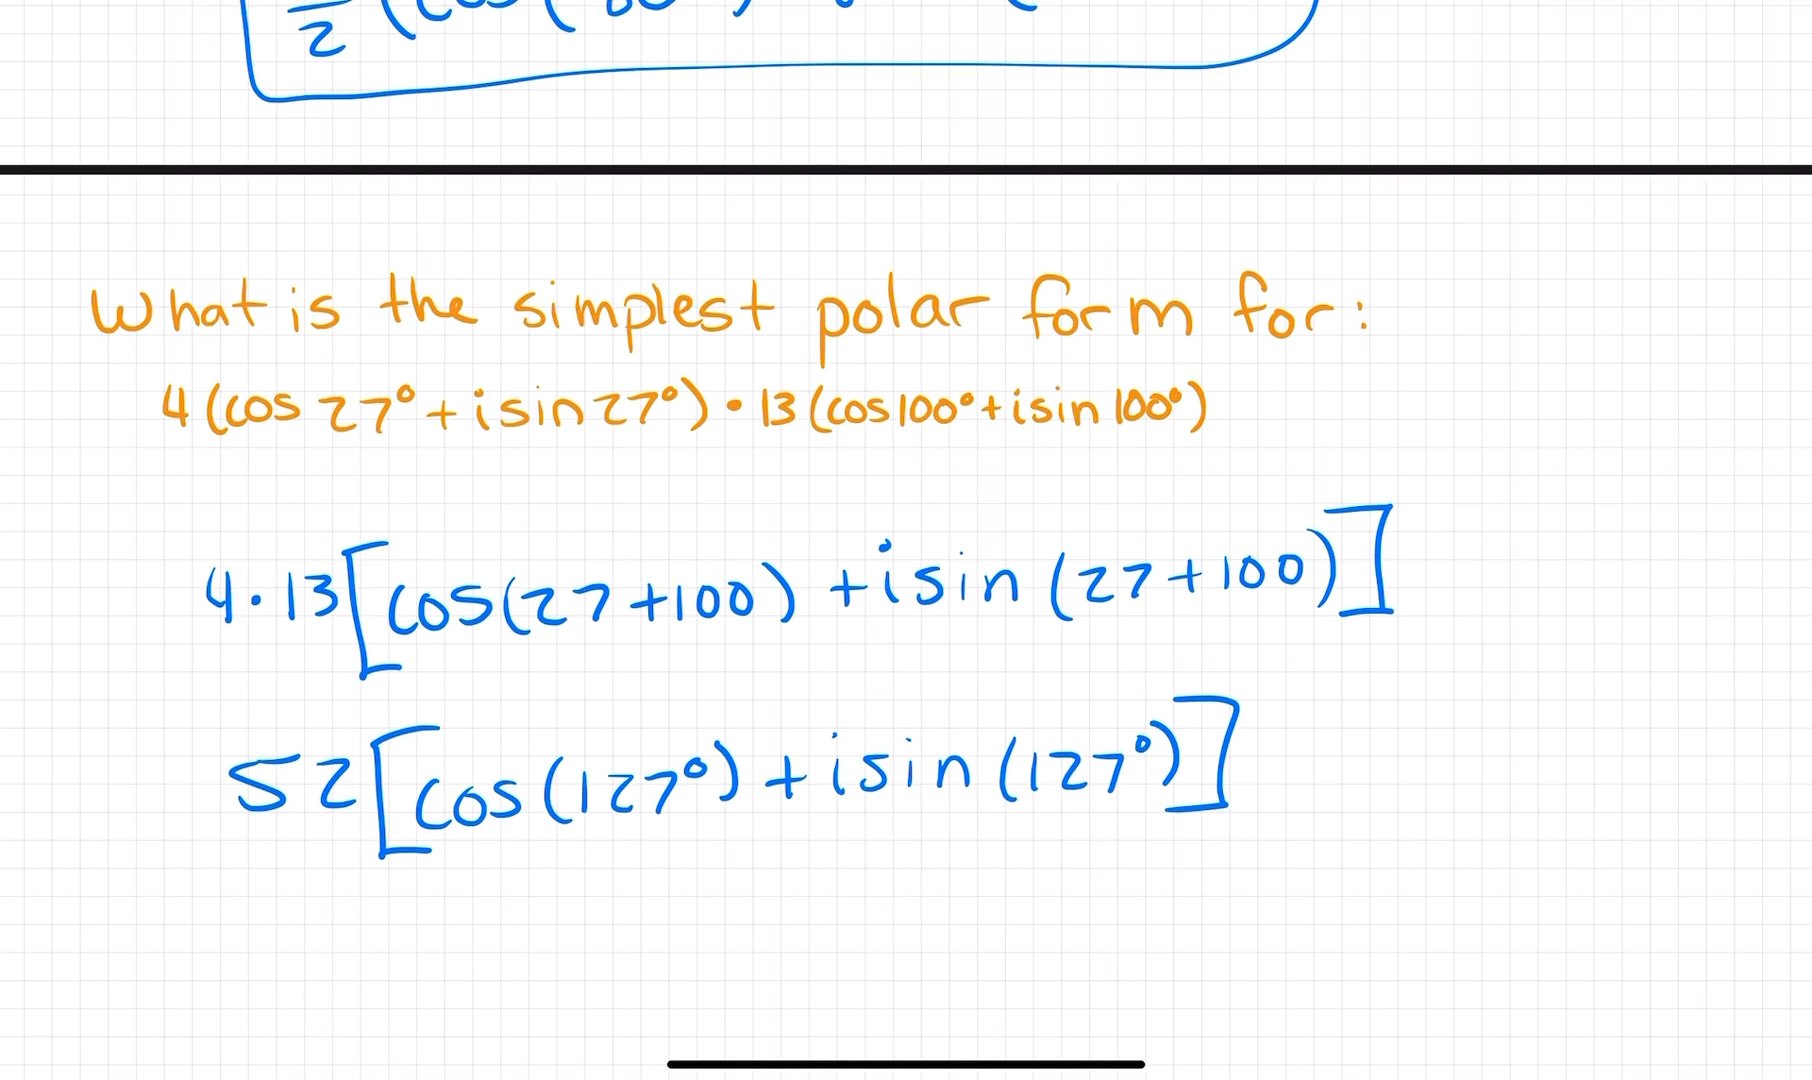 2
What is the simplest polar form for:
4(cos 27° + i sin 27°) • 13(cos 100° + i sin 100°)
4 · 13[cos(27 + 100) + i sin(27 + 100)]
52[cos(127°) + i sin(127°)]